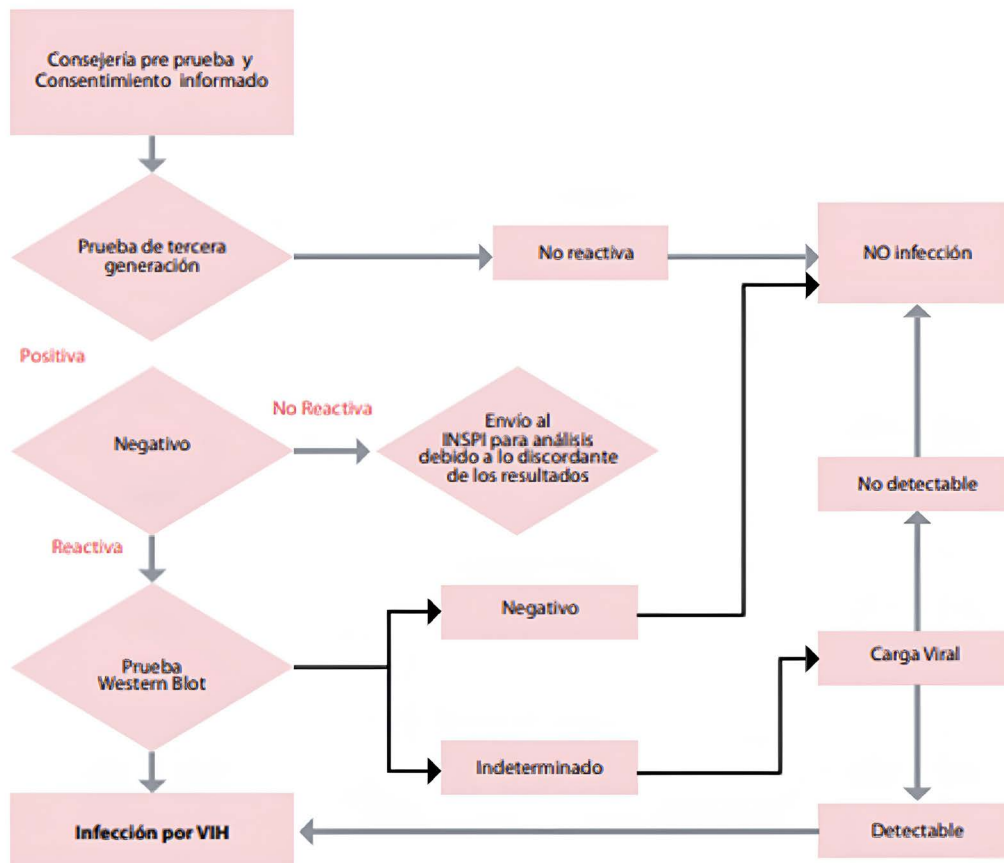 Consejería pre prueba y
Consentimiento informado
Prueba de tercera
generación
No reactiva
NO infección
Positiva
Negativo
No Reactiva
Envío al
INSPI para análisis
debido a lo discordante
de los resultados
No detectable
Reactiva
Negativo
Prueba
Western Blot
Carga Viral
Indeterminado
Infección por VIH
Detectable